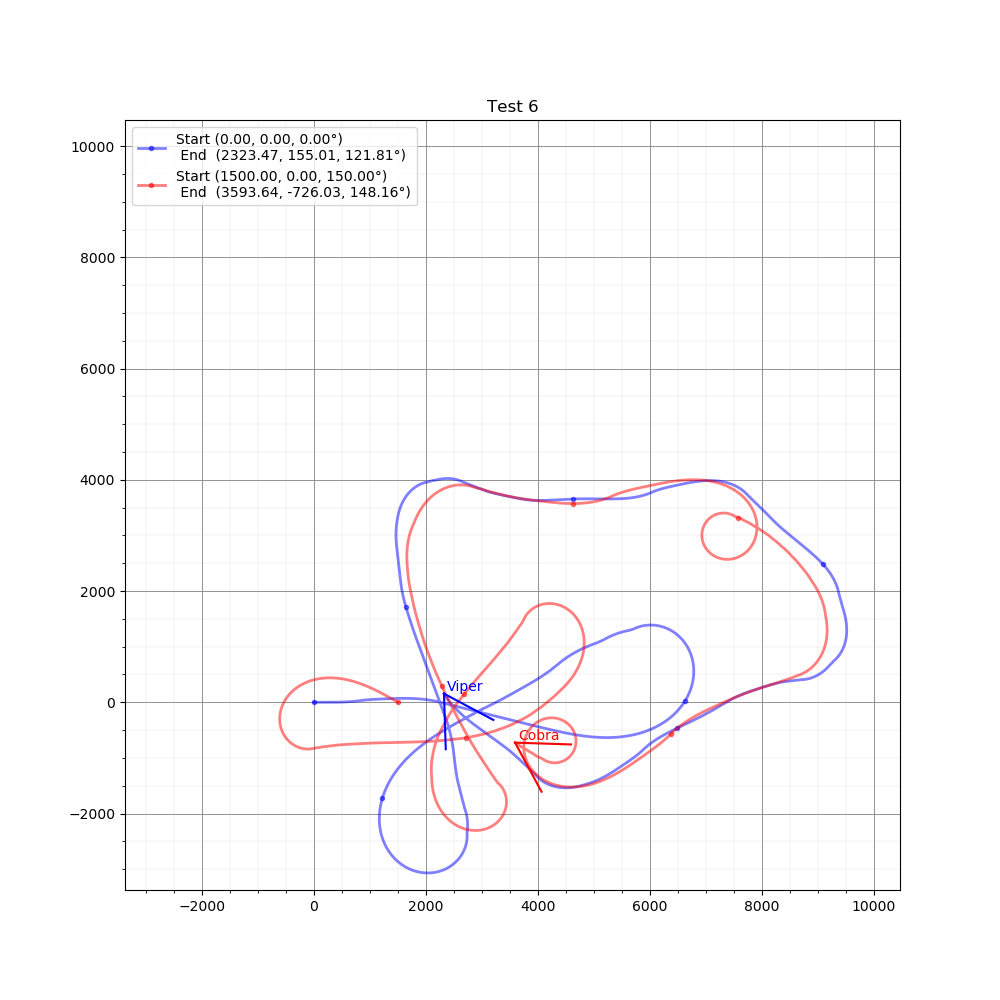 Test 6
Start (0.00, 0.00, 0.00°)
End  (2323.47, 155.01, 121.81°)
Start (1500.00, 0.00, 150.00°)
End  (3593.64, -726.03, 148.16°)
10000
8000
6000
4000
2000
0
−2000
Viper
Cobra
−2000 0 2000 4000 6000 8000 10000